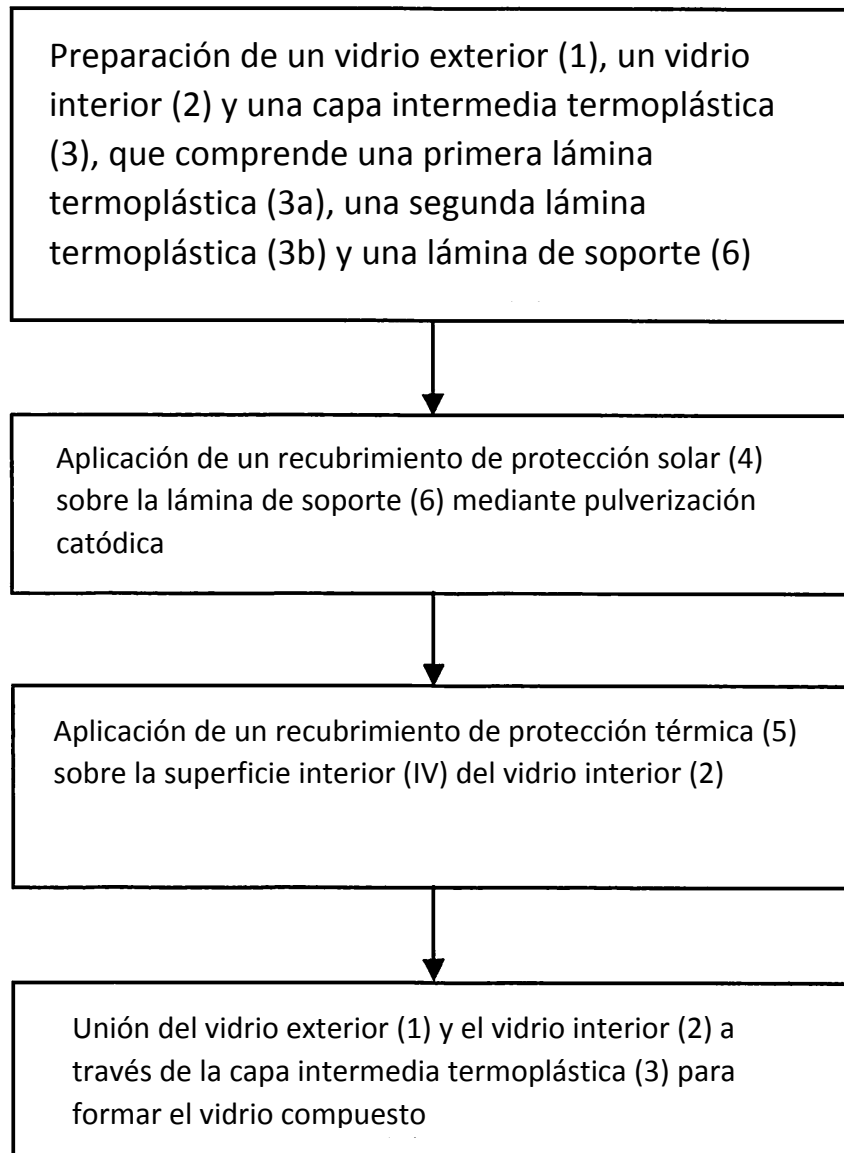 Preparación de un vidrio exterior (1), un vidrio
interior (2) y una capa intermedia termoplástica
(3), que comprende una primera lámina
termoplástica (3a), una segunda lámina
termoplástica (3b) y una lámina de soporte (6)
Aplicación de un recubrimiento de protección solar (4)
sobre la lámina de soporte (6) mediante pulverización
catódica
Aplicación de un recubrimiento de protección térmica (5)
sobre la superficie interior (IV) del vidrio interior (2)
Unión del vidrio exterior (1) y el vidrio interior (2) a
través de la capa intermedia termoplástica (3) para
formar el vidrio compuesto